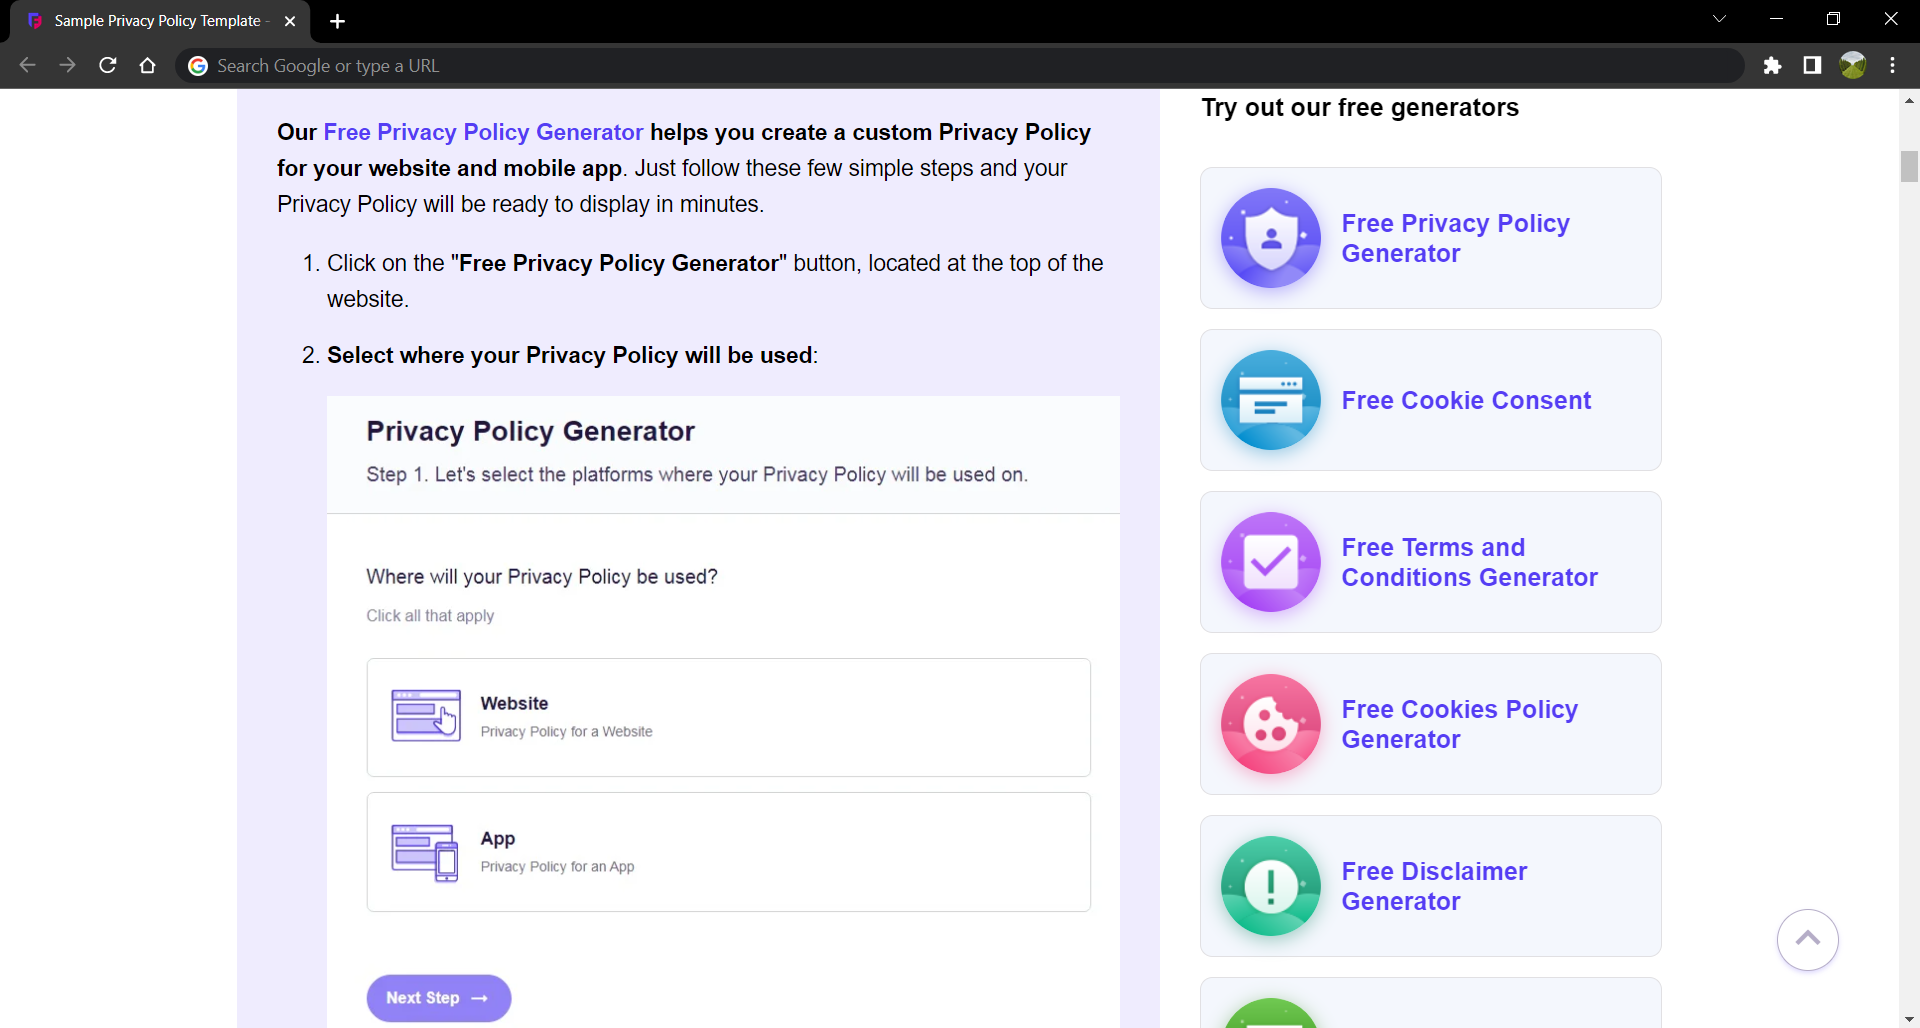 Sample Privacy Policy Template -
Search Google or type a URL
Our Free Privacy Policy Generator helps you create a custom Privacy Policy
for your website and mobile app. Just follow these few simple steps and your
Privacy Policy will be ready to display in minutes.
1. Click on the "Free Privacy Policy Generator" button, located at the top of the
website.
2. Select where your Privacy Policy will be used:
Privacy Policy Generator
Step 1. Let's select the platforms where your Privacy Policy will be used on.
Where will your Privacy Policy be used?
Click all that apply
Website
Privacy Policy for a Website
App
Privacy Policy for an App
Next Step →
Try out our free generators
Free Privacy Policy
Generator
Free Cookie Consent
Free Terms and
Conditions Generator
Free Cookies Policy
Generator
Free Disclaimer
Generator